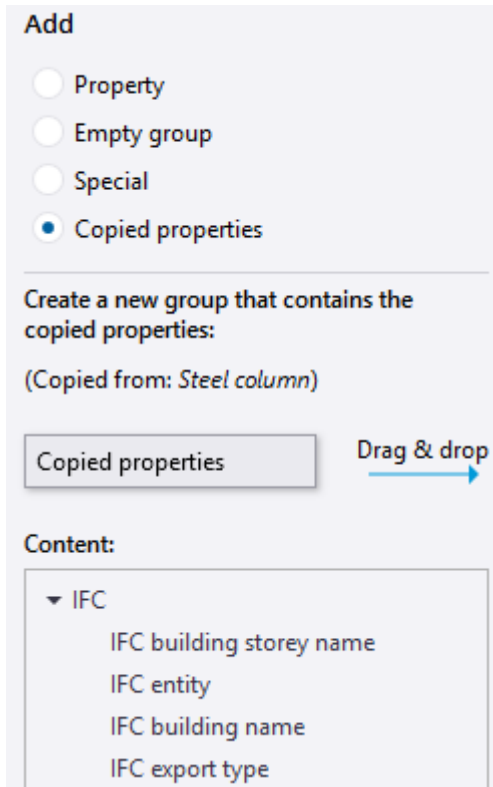 Add
Property
Empty group
Special
Copied properties
Create a new group that contains the
copied properties:
(Copied from: Steel column)
Copied properties
Drag & drop
Content:
IFC
IFC building storey name
IFC entity
IFC building name
IFC export type